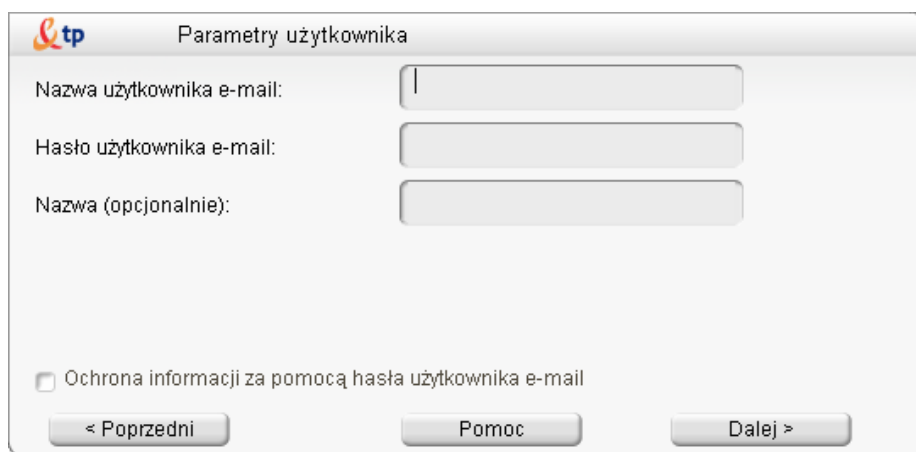 tp Parametry użytkownika
Nazwa użytkownika e-mail:
Hasło użytkownika e-mail:
Nazwa (opcjonalnie):
Ochrona informacji za pomocą hasła użytkownika e-mail
< Poprzedni Pomoc Dalej >